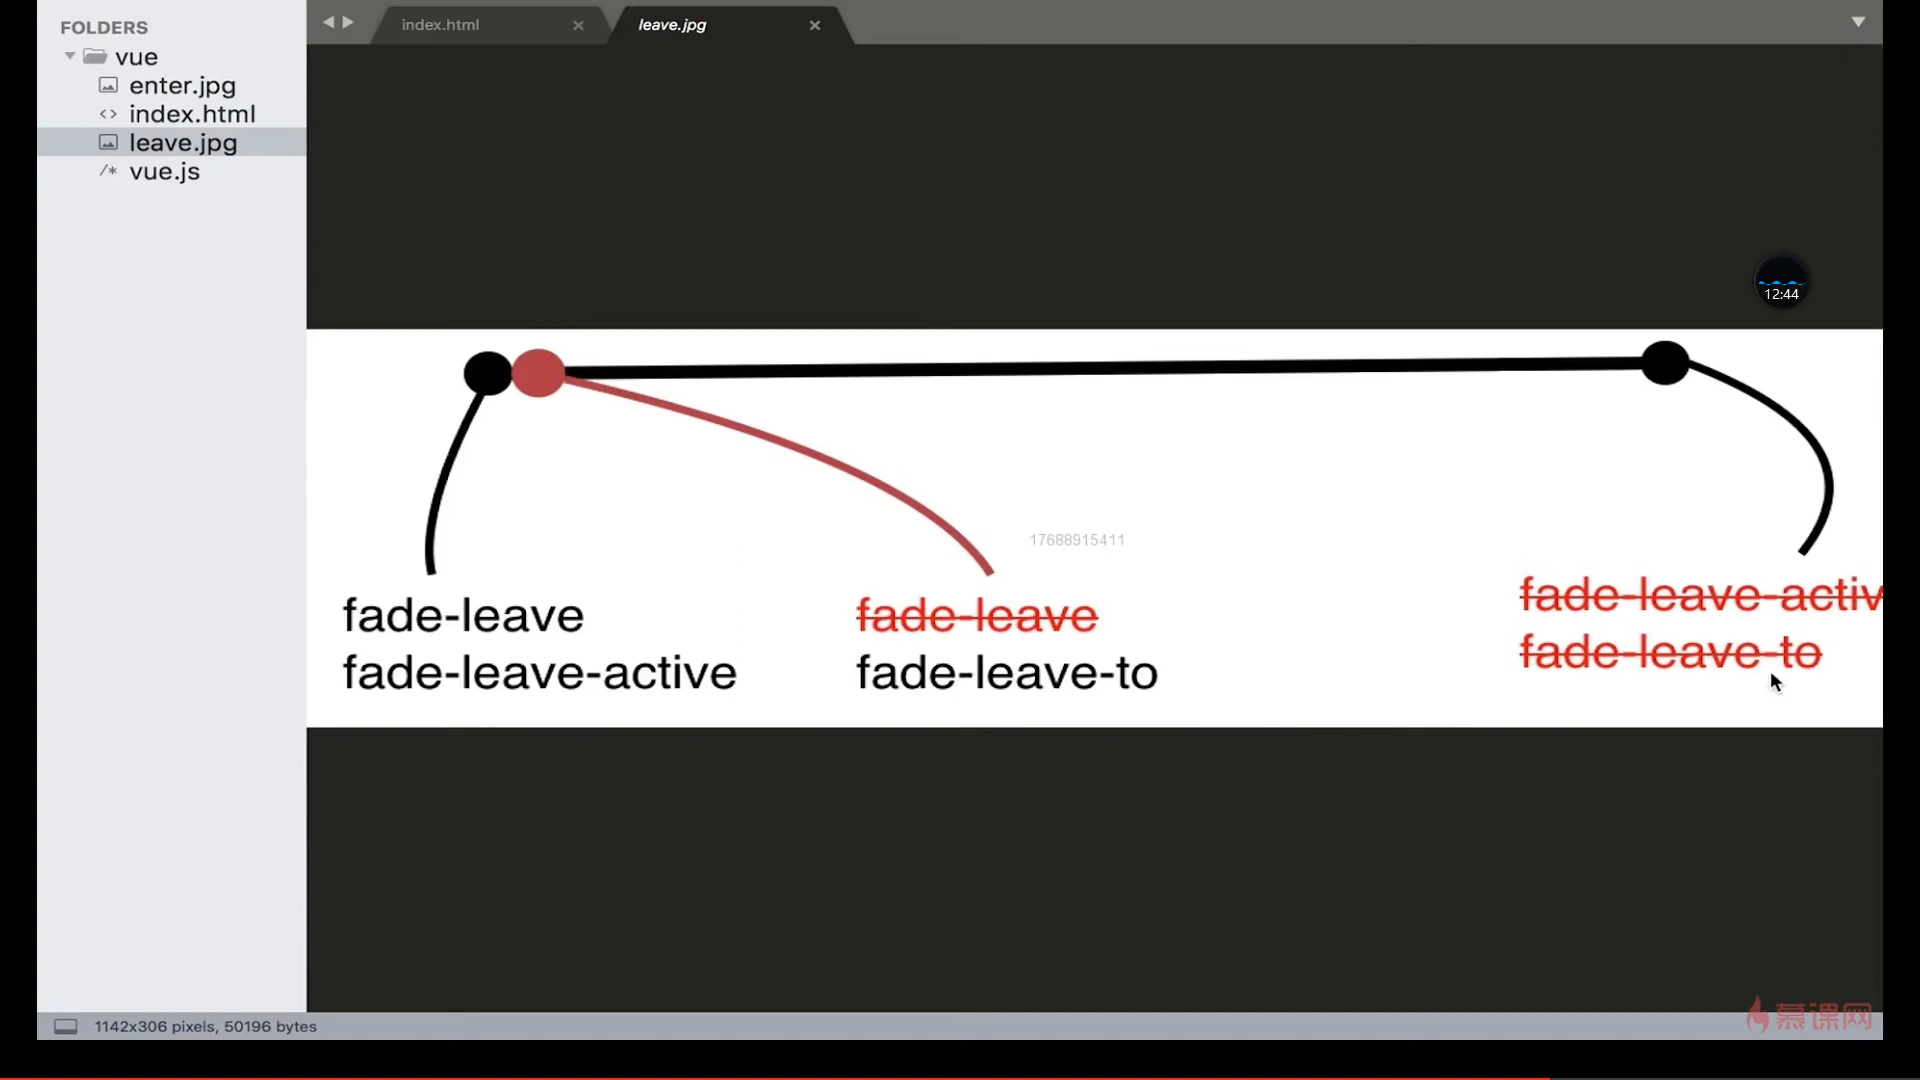 FOLDERS
vue
enter.jpg
index.html
leave.jpg
/* vue.js
index.html
leave.jpg
12:44
17688915411
fade-leave
fade-leave-active
fade-leave
fade-leave-to
fade-leave-activ
fade-leave-to
1142x306 pixels, 50196 bytes
慕课网